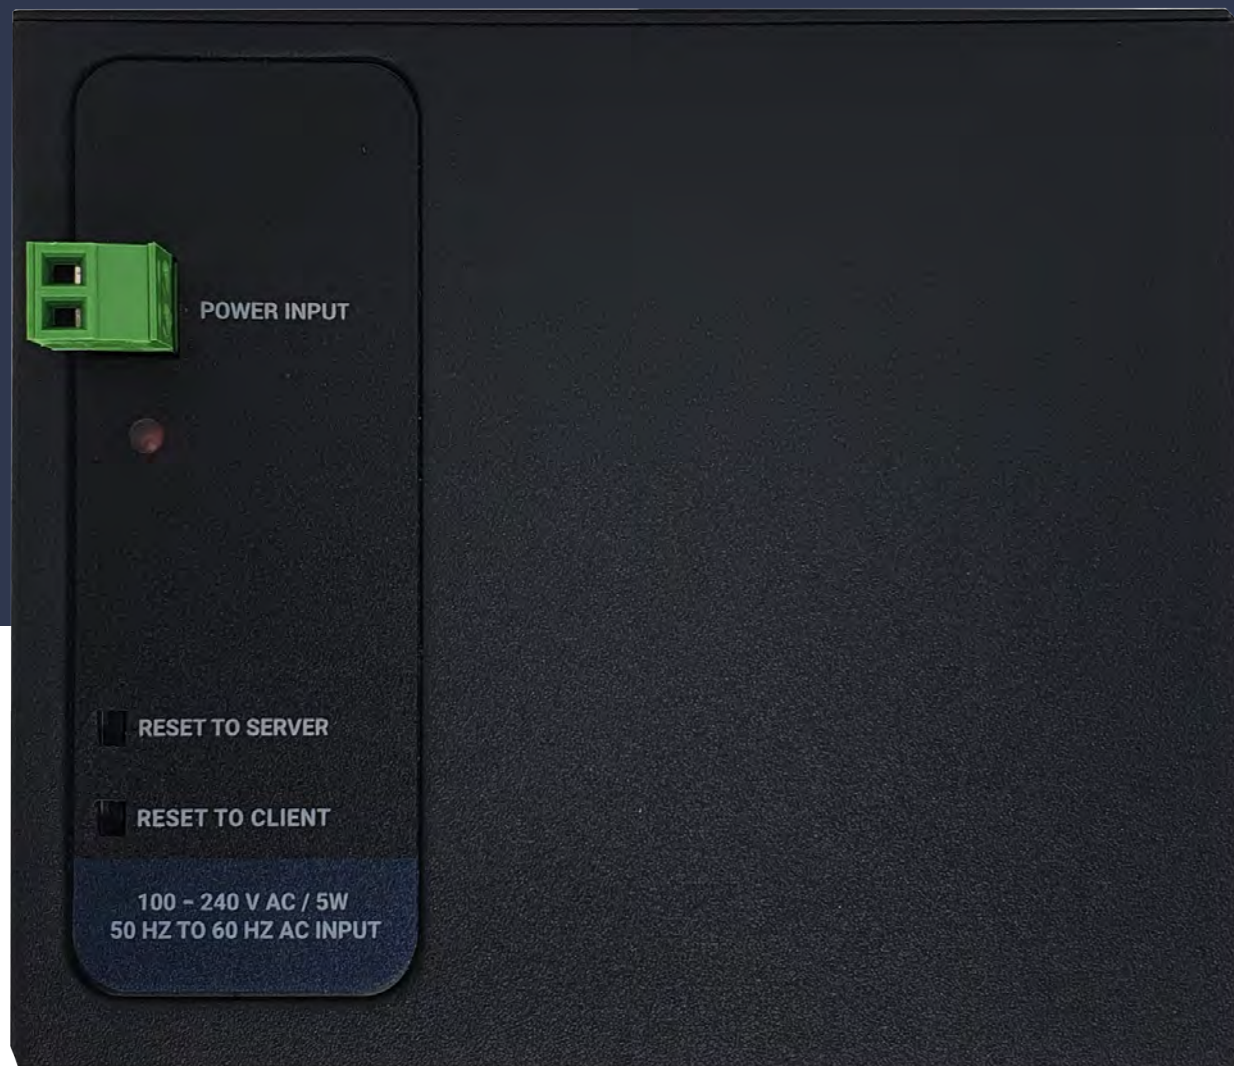 POWER INPUT
RESET TO SERVER
RESET TO CLIENT
100 – 240 V AC / 5W
50 HZ TO 60 HZ AC INPUT